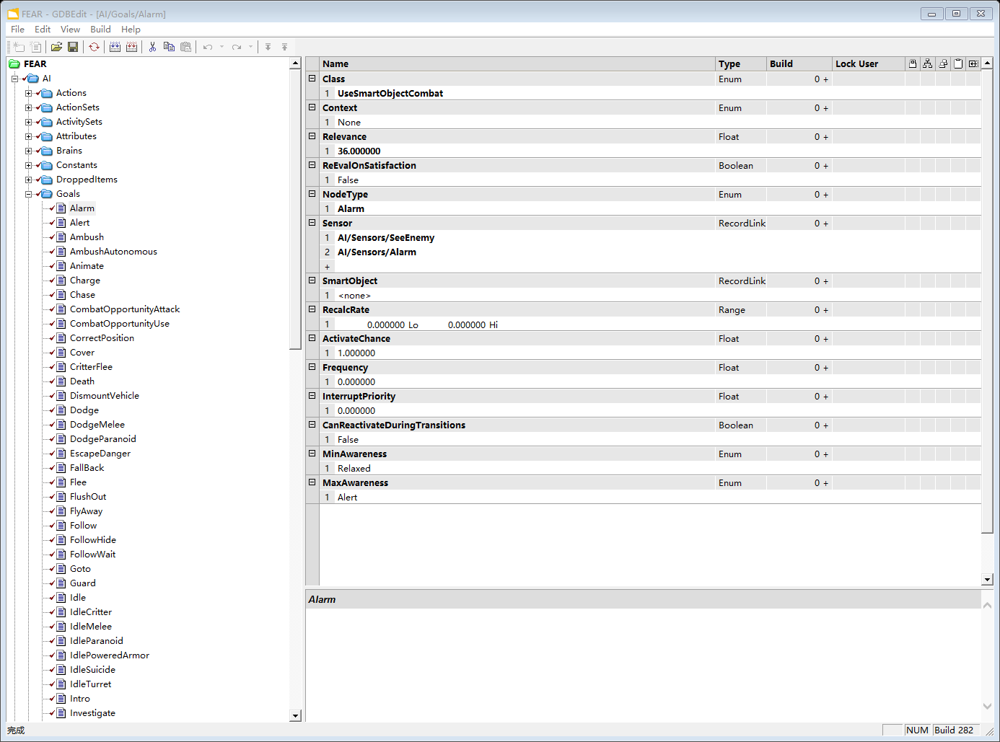 FEAR - GDBEdit - [AI/Goals/Alarm]
File Edit View Build Help
FEAR
AI
Actions
ActionSets
ActivitySets
Attributes
Brains
Constants
DroppedItems
Goals
Alarm
Alert
Ambush
AmbushAutonomous
Animate
Charge
Chase
CombatOpportunityAttack
CombatOpportunityUse
CorrectPosition
Cover
CritterFlee
Death
DismountVehicle
Dodge
DodgeMelee
DodgeParanoid
EscapeDanger
FallBack
Flee
FlushOut
FlyAway
Follow
FollowHide
FollowWait
Goto
Guard
Idle
IdleCritter
IdleMelee
IdleParanoid
IdlePoweredArmor
IdleSuicide
IdleTurret
Intro
Investigate
Name Type Build Lock User
Class Enum 0 +
1 UseSmartObjectCombat
Context Enum 0 +
1 None
Relevance Float 0 +
1 36.000000
ReEvalOnSatisfaction Boolean 0 +
1 False
NodeType Enum 0 +
1 Alarm
Sensor RecordLink 0 +
1 AI/Sensors/SeeEnemy
2 AI/Sensors/Alarm
+
SmartObject RecordLink 0 +
1 <none>
RecalcRate Range 0 +
1 0.000000 Lo 0.000000 Hi
ActivateChance Float 0 +
1 1.000000
Frequency Float 0 +
1 0.000000
InterruptPriority Float 0 +
1 0.000000
CanReactivateDuringTransitions Boolean 0 +
1 False
MinAwareness Enum 0 +
1 Relaxed
MaxAwareness Enum 0 +
1 Alert
Alarm
完成 NUM Build 282